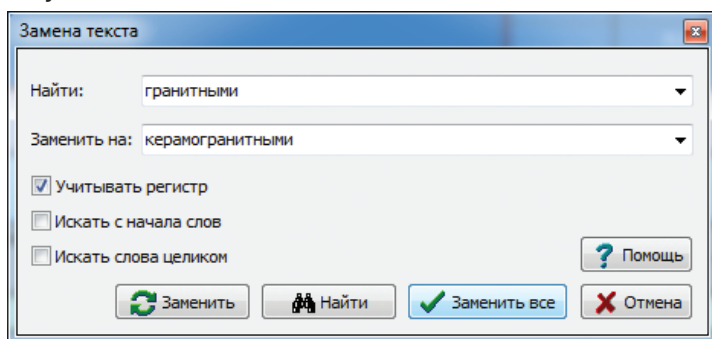 Замена текста
Найти: гранитными
Заменить на: керамогранитными
Учитывать регистр
Искать с начала слов
Искать слова целиком
Помощь
Заменить Найти Заменить все Отмена